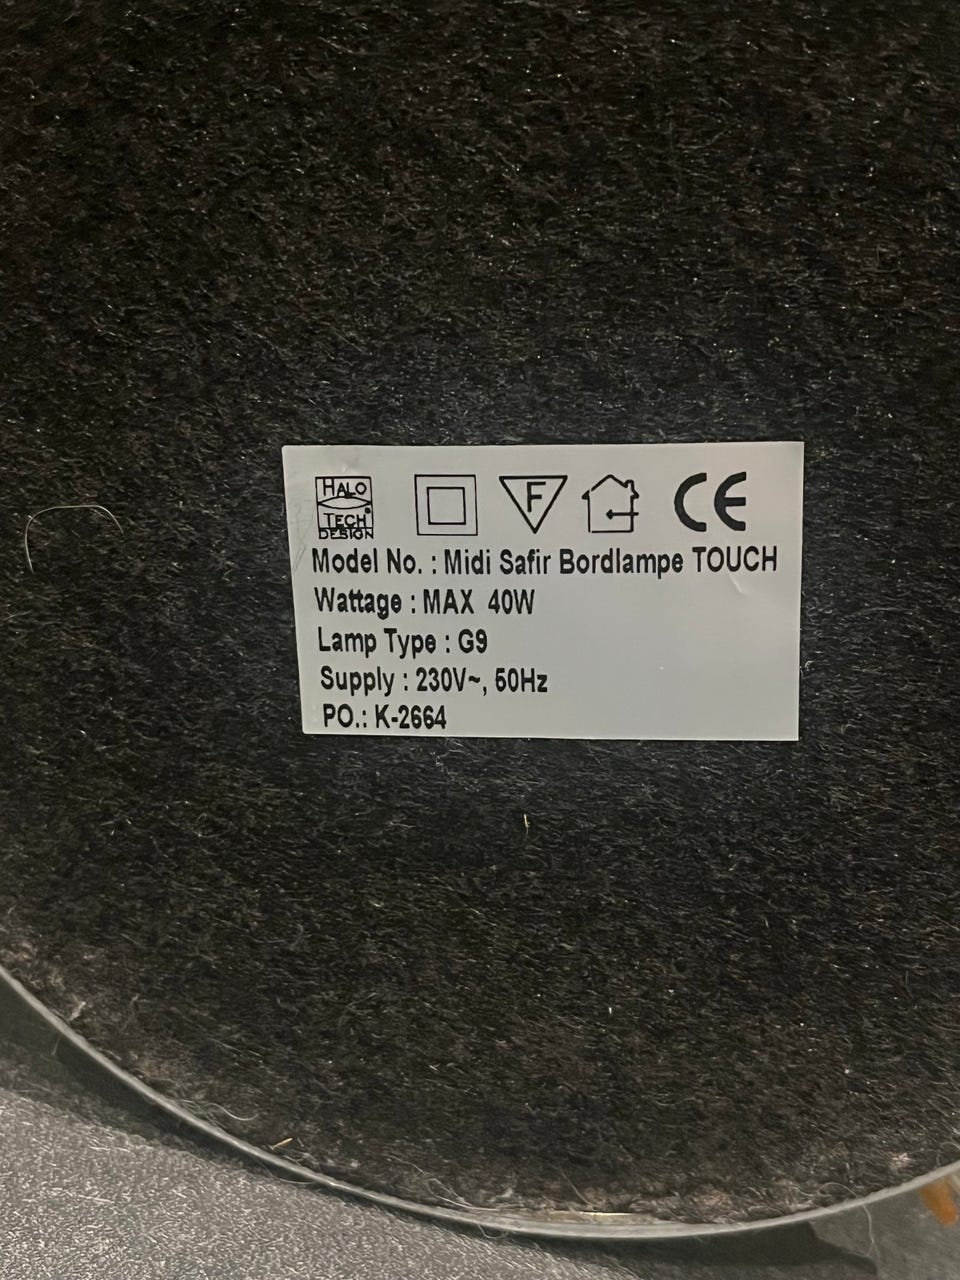 HALO
TECH
DESIGN
F
CE
Model No. : Midi Safir Bordlampe TOUCH
Wattage : MAX 40W
Lamp Type : G9
Supply : 230V~, 50Hz
PO.: K-2664